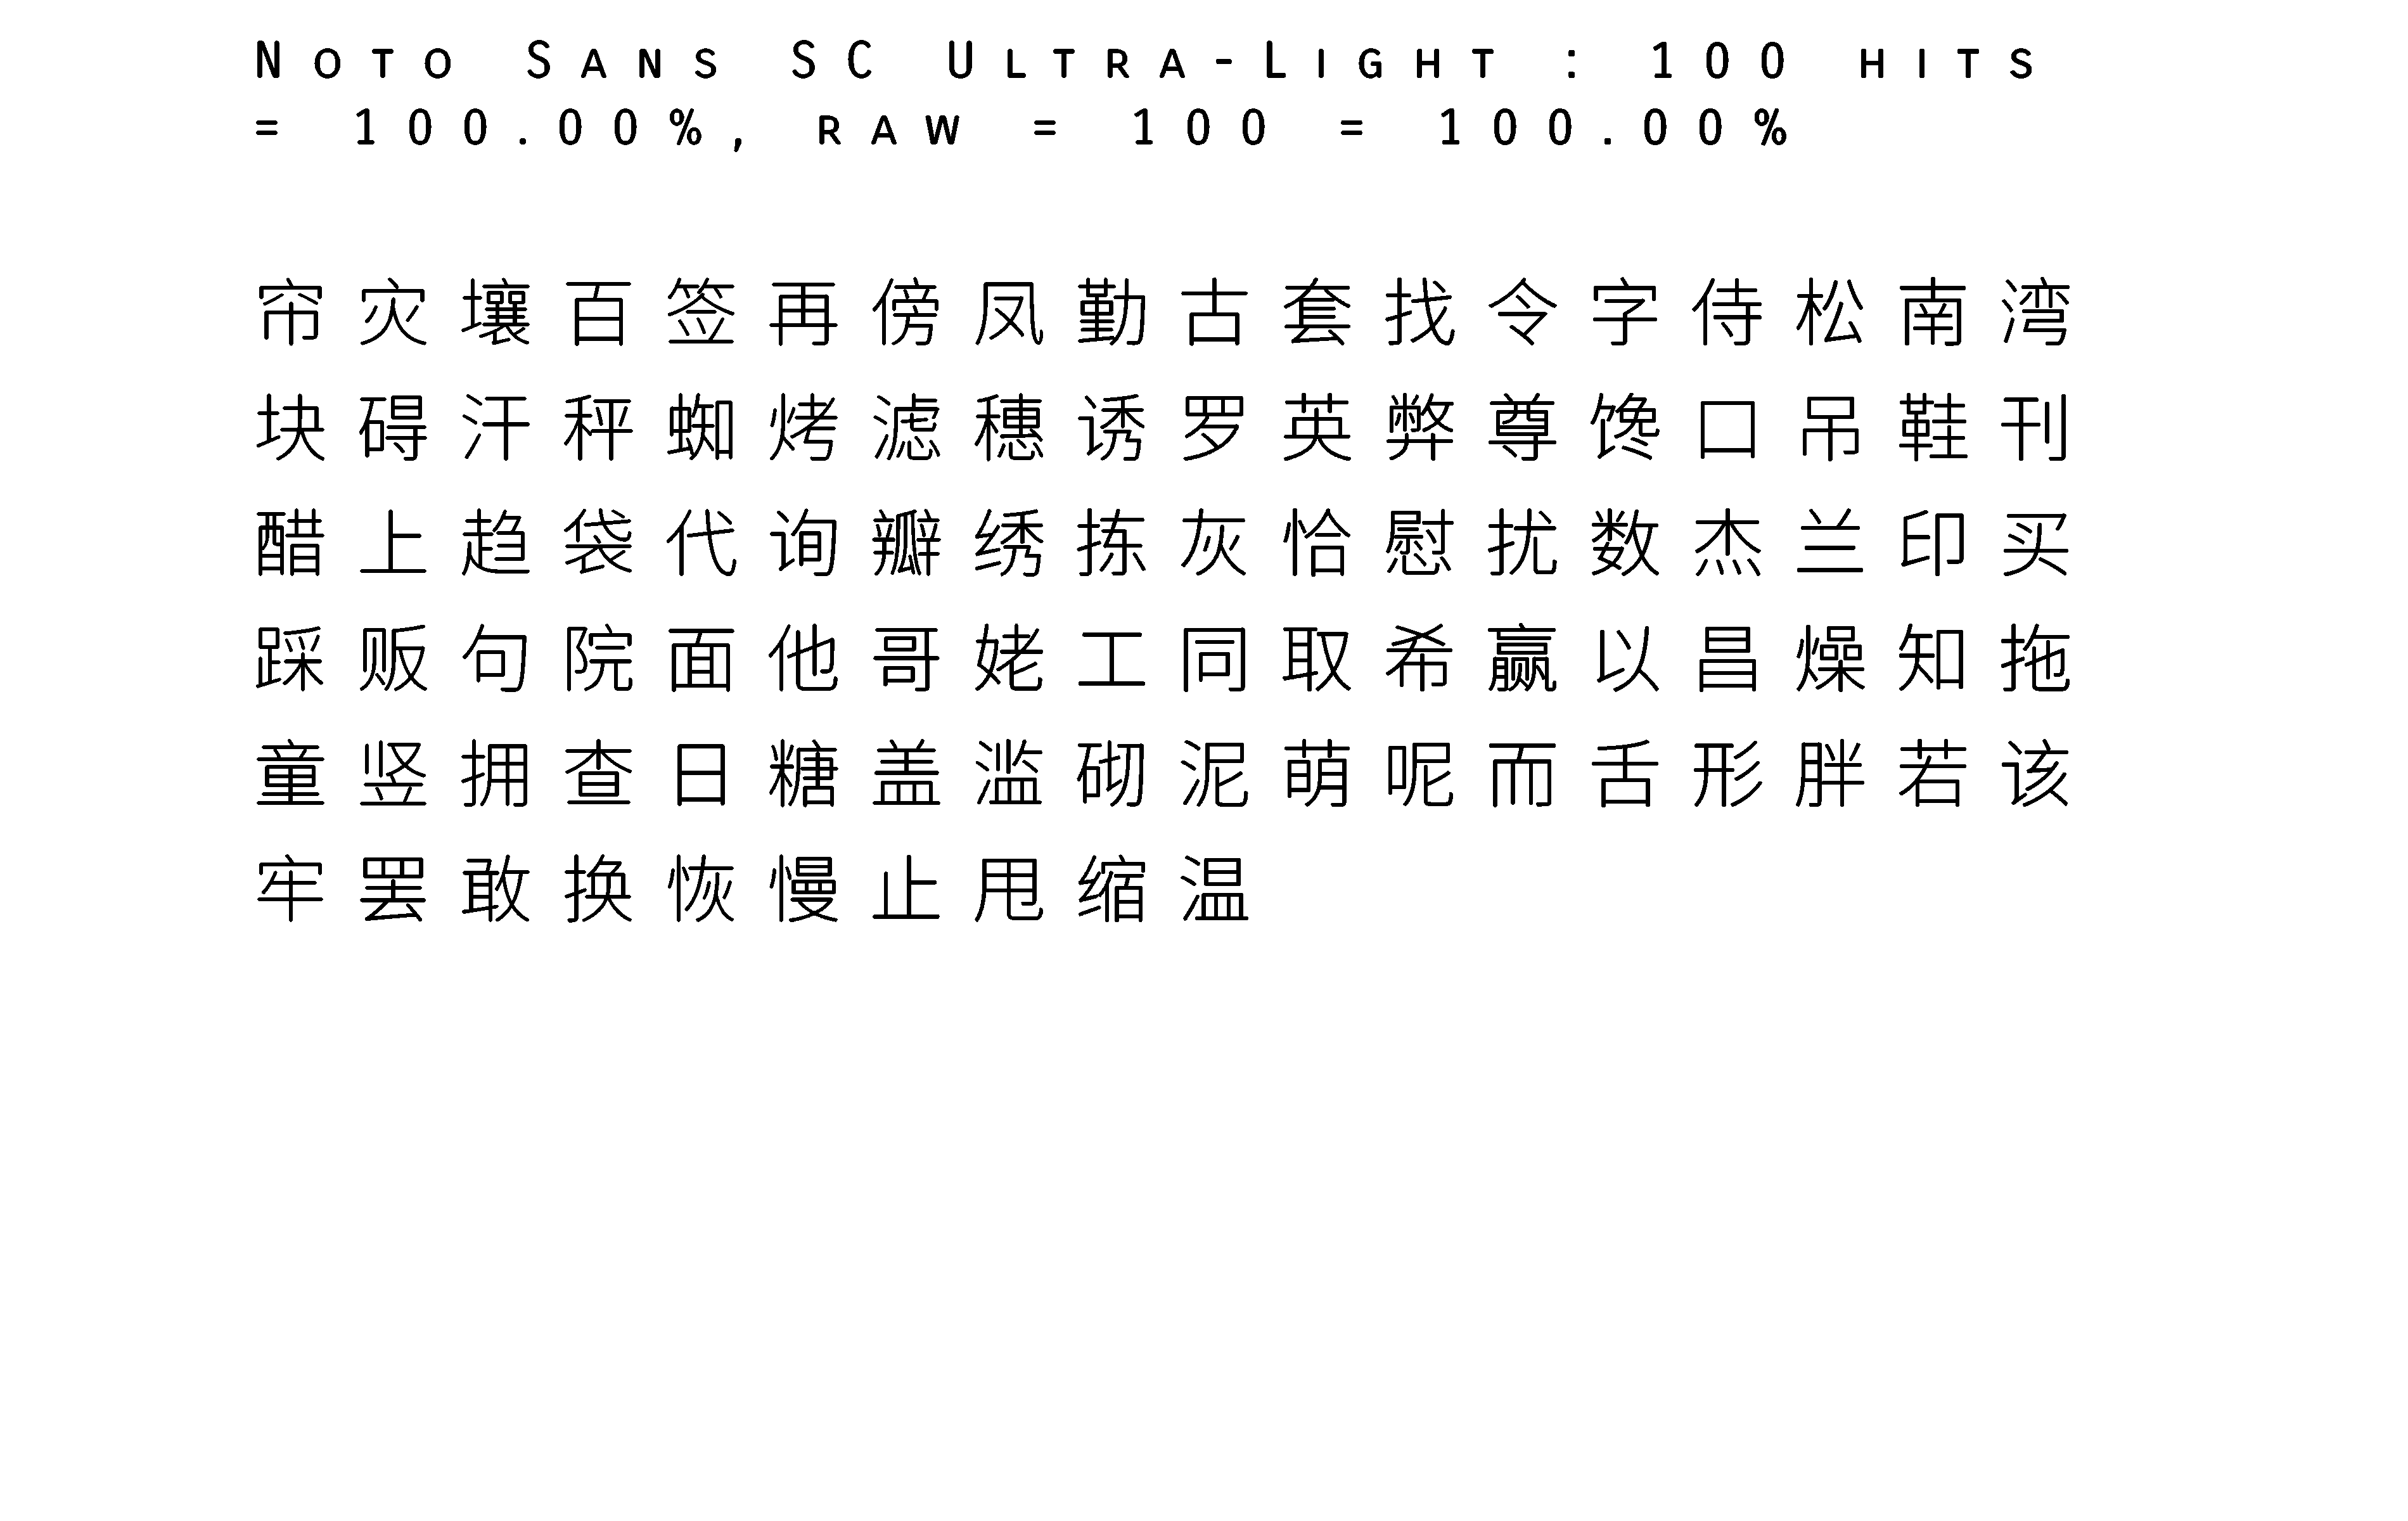 Noto Sans SC Ultra-Light : 100 hits
= 100.00%, raw = 100 = 100.00%
帘灾壤百签再傍凤勤古套找令字侍松南湾
块碍汗秤蜘烤滤穗诱罗英弊尊馋口吊鞋刊
醋上趋袋代询瓣绣拣灰恰慰扰数杰兰印买
踩贩句院面他哥姥工同取希赢以昌燥知拖
童竖拥查日糖盖滥砌泥萌呢而舌形胖若该
牢罢敢换恢慢止甩缩温